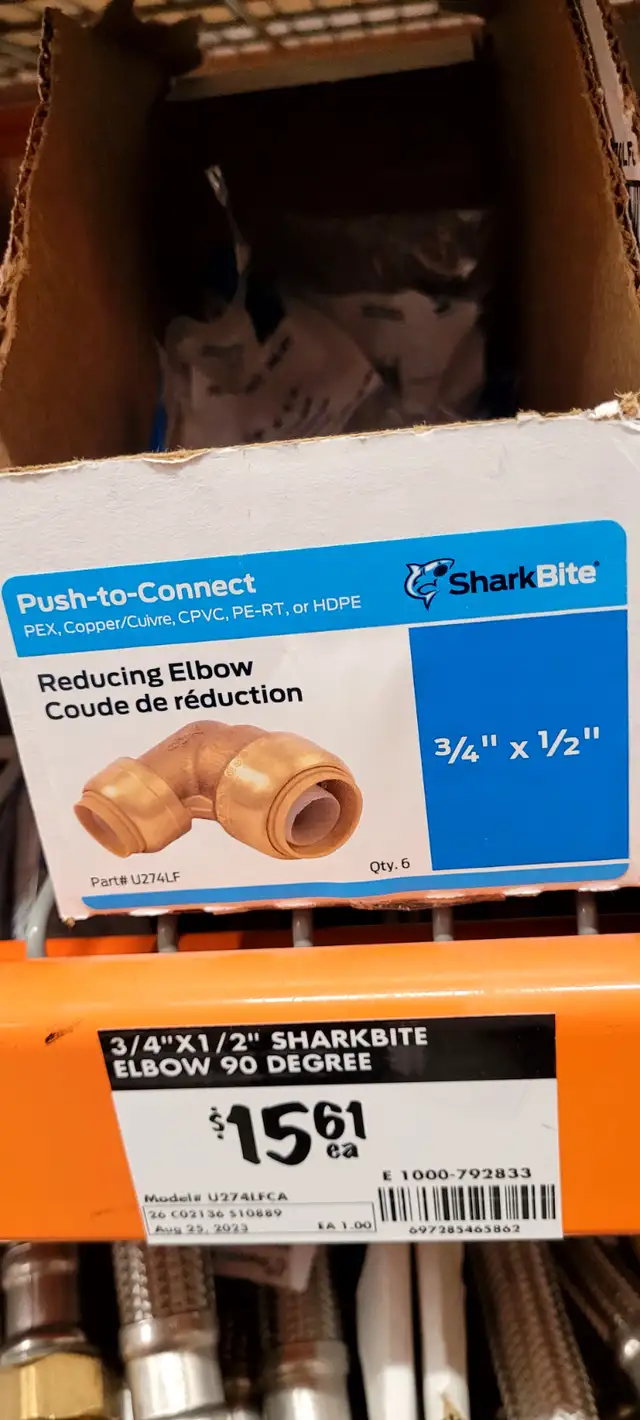 Push-to-Connect
PEX, Copper/Cuivre, CPVC, PE-RT, or HDPE
SharkBite
Reducing Elbow
Coude de réduction
3/4" x 1/2"
Part# U274LF
Qty. 6
3/4"X1/2" SHARKBITE
ELBOW 90 DEGREE
$15 61
ea
E 1000-792833
Model# U274LFCA
26 C02136 S10889
Aug 25, 2023
EA 1.00
697285465862